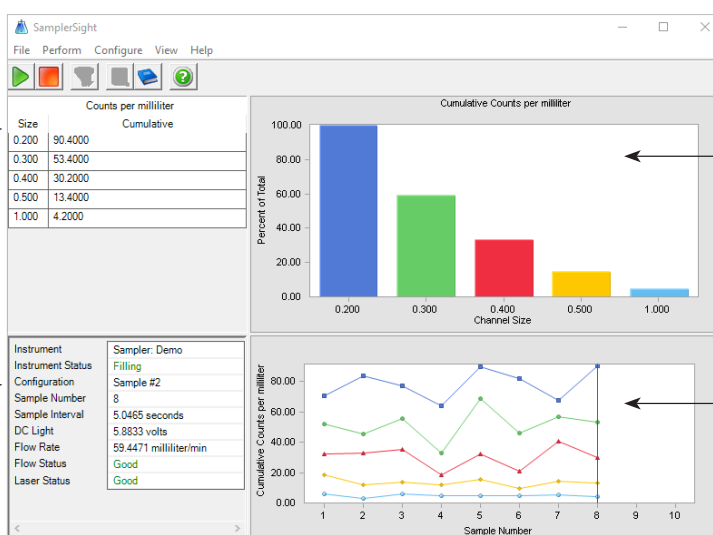 SamplerSight
File Perform Configure View Help
Counts per milliliter
Size Cumulative
0.200 90.4000
0.300 53.4000
0.400 30.2000
0.500 13.4000
1.000 4.2000
Cumulative Counts per milliliter
Percent of Total
100.00
80.00
60.00
40.00
20.00
0.00
0.200 0.300 0.400 0.500 1.000
Channel Size
Instrument Sampler: Demo
Instrument Status Filling
Configuration Sample #2
Sample Number 8
Sample Interval 5.0465 seconds
DC Light 5.8833 volts
Flow Rate 59.4471 milliliter/min
Flow Status Good
Laser Status Good
Cumulative Counts per milliliter
80.00
60.00
40.00
20.00
0.00
1 2 3 4 5 6 7 8 9 10
Sample Number